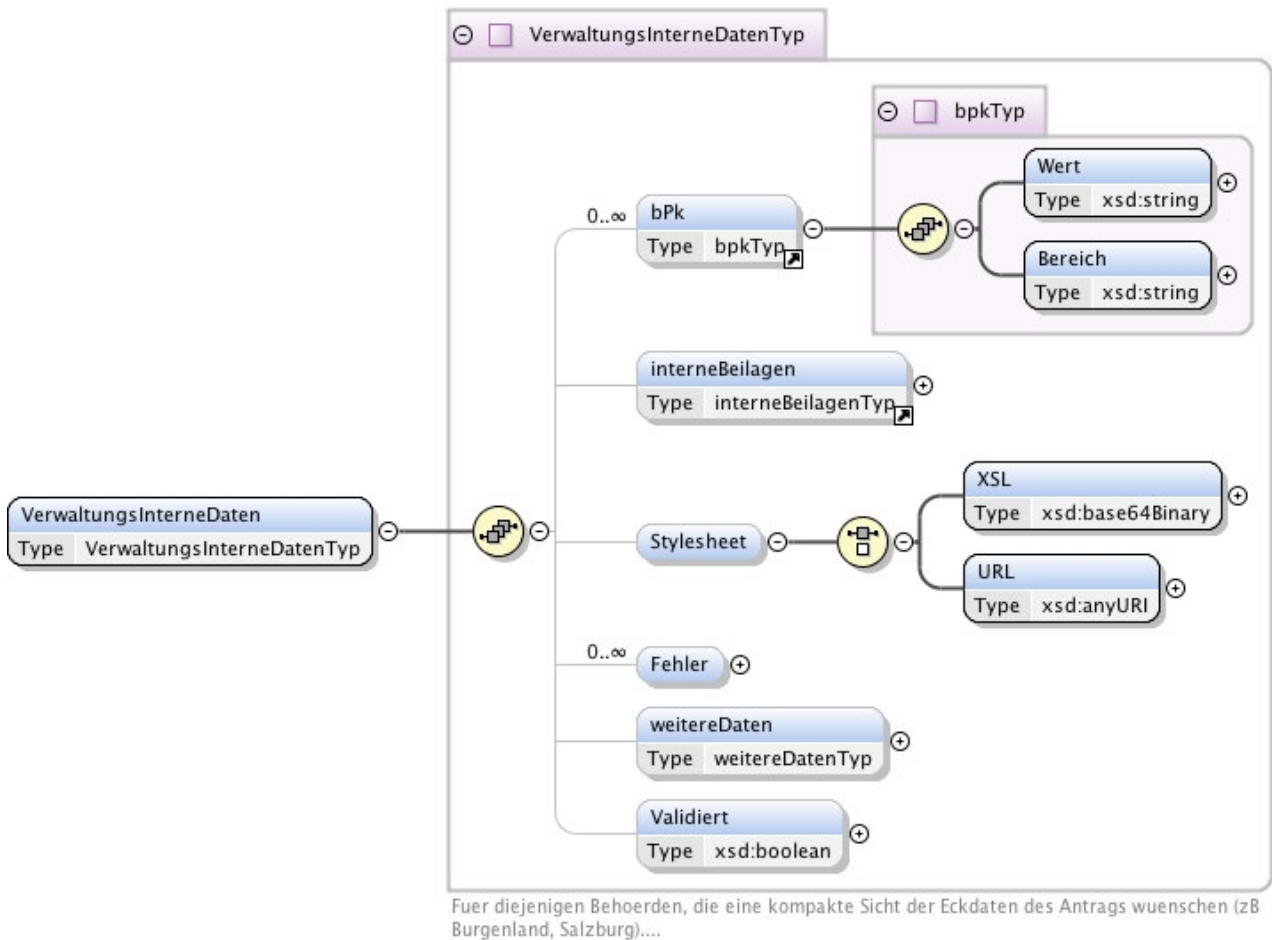 VerwaltungsInterneDatenTyp
bpkTyp
Wert
Type xsd:string
0..∞
bPk
Type bpkTyp
Bereich
Type xsd:string
interneBeilagen
Type interneBeilagenTyp
XSL
Type xsd:base64Binary
VerwaltungsInterneDaten
Type VerwaltungsInterneDatenTyp
Stylesheet
URL
Type xsd:anyURI
0..∞
Fehler
weitereDaten
Type weitereDatenTyp
Validiert
Type xsd:boolean
Fuer diejenigen Behoerden, die eine kompakte Sicht der Eckdaten des Antrags wuenschen (zB
Burgenland, Salzburg)....